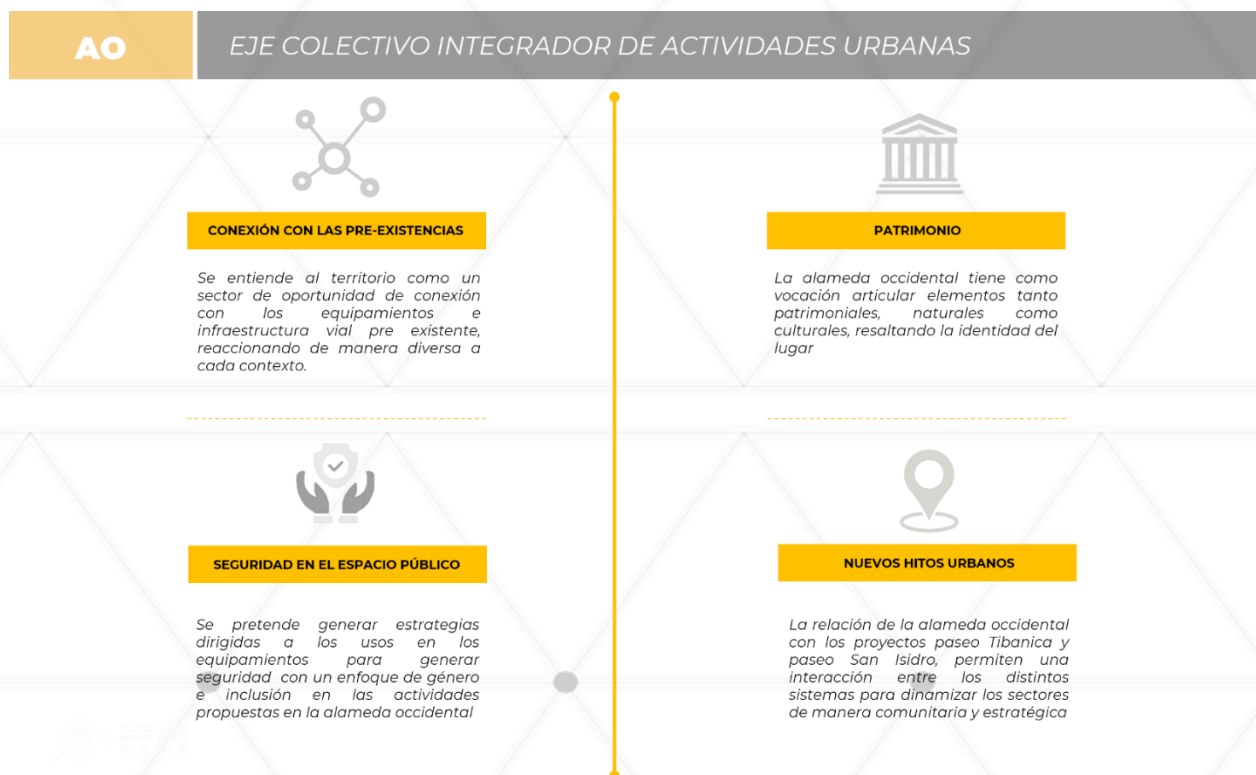 AO
EJE COLECTIVO INTEGRADOR DE ACTIVIDADES URBANAS
CONEXIÓN CON LAS PRE-EXISTENCIAS
Se entiende al territorio como un
sector de oportunidad de conexión
con los equipamientos e
infraestructura vial pre existente,
reaccionando de manera diversa a
cada contexto.
PATRIMONIO
La alameda occidental tiene como
vocación articular elementos tanto
patrimoniales, naturales como
culturales, resaltando la identidad del
lugar
SEGURIDAD EN EL ESPACIO PÚBLICO
Se pretende generar estrategias
dirigidas a los usos en los
equipamientos para generar
seguridad con un enfoque de género
e inclusión en las actividades
propuestas en la alameda occidental
NUEVOS HITOS URBANOS
La relación de la alameda occidental
con los proyectos paseo Tibanica y
paseo San Isidro, permiten una
interacción entre los distintos
sistemas para dinamizar los sectores
de manera comunitaria y estratégica